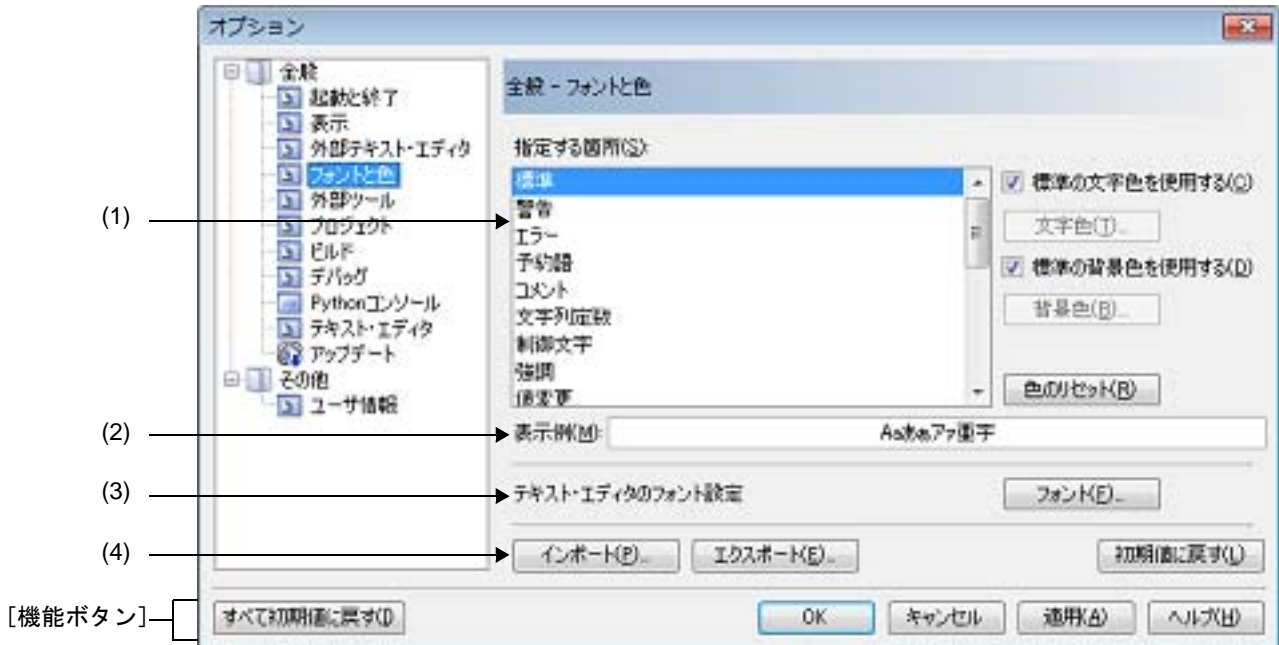 オプション
全般
起動と終了
表示
外部テキスト・エディタ
フォントと色
外部ツール
プロジェクト
ビルド
デバッグ
Pythonコンソール
テキスト・エディタ
アップデート
その他
ユーザ情報
全般 - フォントと色
指定する箇所(S):
標準
警告
エラー
予約語
コメント
文字列定数
制御文字
強調
値変更
標準の文字色を使用する(C)
文字色(T)...
標準の背景色を使用する(D)
背景色(B)...
色のリセット(R)
表示例(M):
Aaあぁアァ亜宇
テキスト・エディタのフォント設定
フォント(F)...
インポート(P)...
エクスポート(E)...
初期値に戻す(L)
すべて初期値に戻す(I)
OK
キャンセル
適用(A)
ヘルプ(H)
(1)
(2)
(3)
(4)
[機能ボタン]